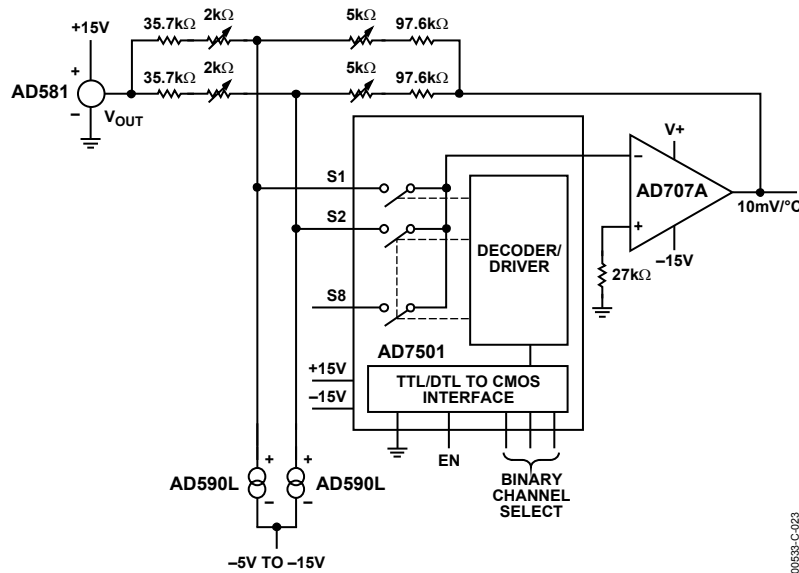 +15V
35.7kΩ
2kΩ
5kΩ
97.6kΩ
35.7kΩ
2kΩ
5kΩ
97.6kΩ
AD581
+
–
VOUT
S1
S2
S8
DECODER/
DRIVER
AD7501
+15V
–15V
TTL/DTL TO CMOS
INTERFACE
EN
BINARY
CHANNEL
SELECT
V+
–
+
AD707A
–15V
10mV/°C
27kΩ
AD590L
+
–
+
–
AD590L
–5V TO –15V
00533-C-023